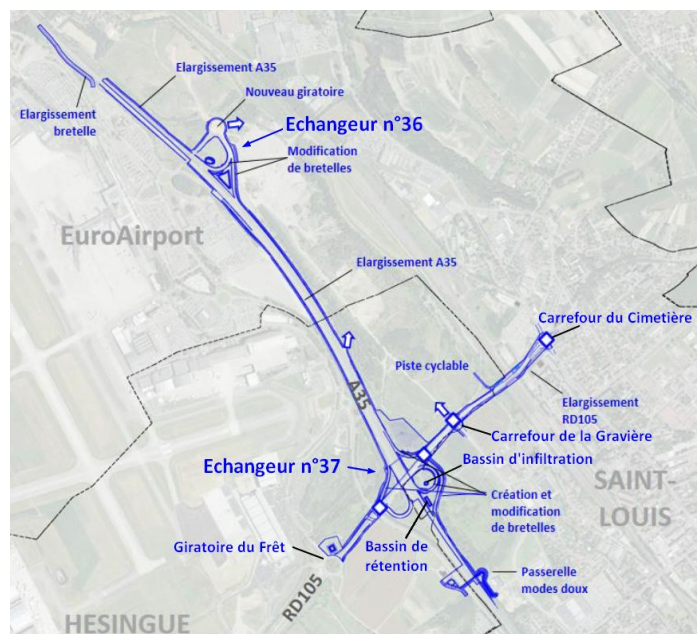 Elargissement A35
Nouveau giratoire
Elargissement
bretelle
Echangeur n°36
Modification
de bretelles
EuroAirport
Elargissement A35
Carrefour du Cimetière
Piste cyclable
A35
Elargissement
RD105
Carrefour de la Gravière
Echangeur n°37
Bassin d'infiltration
SAINT-
LOUIS
Création et
modification
de bretelles
Giratoire du Frêt
Bassin de
rétention
Passerelle
modes doux
RD105
HESINGUE